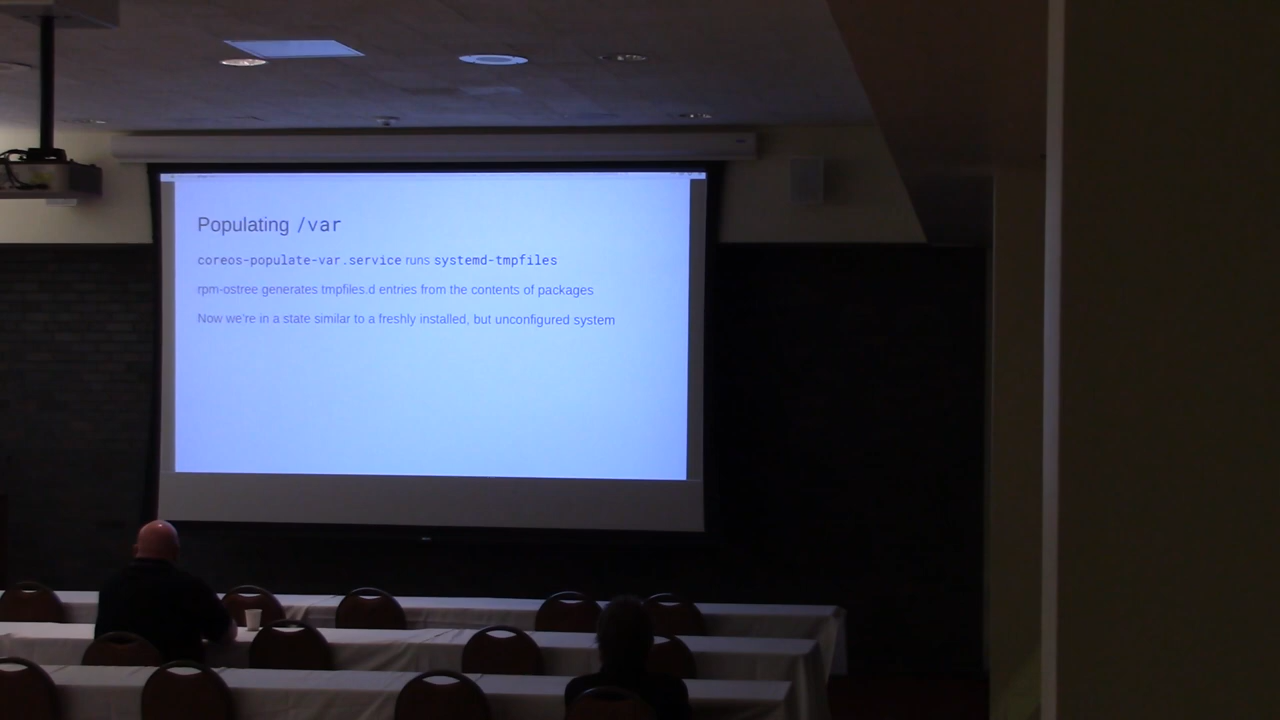 Populating /var
coreos-populate-var.service runs systemd-tmpfiles
rpm-ostree generates tmpfiles.d entries from the contents of packages
Now we're in a state similar to a freshly installed, but unconfigured system